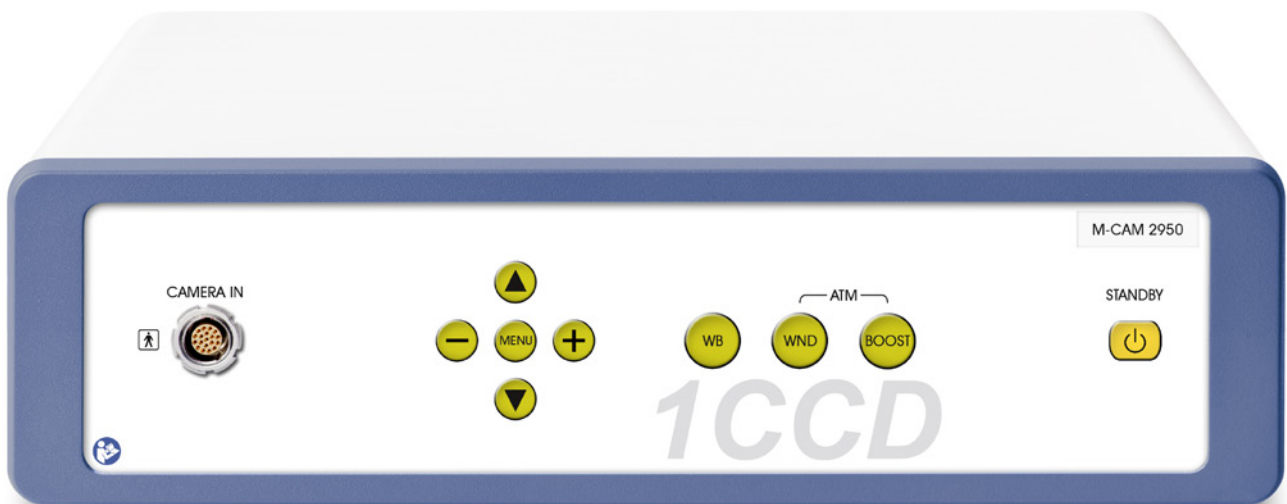 M-CAM 2950
CAMERA IN
ATM
STANDBY
MENU
WB
WND
BOOST
1CCD